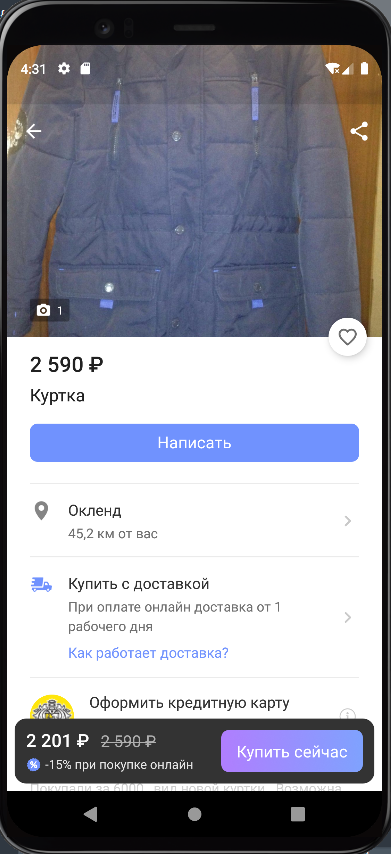 4:31
1
2 590 ₽
Куртка
Написать
Окленд
45,2 км от вас
Купить с доставкой
При оплате онлайн доставка от 1
рабочего дня
Как работает доставка?
Оформить кредитную карту
2 201 ₽ 2 590 ₽
-15% при покупке онлайн
Купить сейчас
Покупали за 6000 , вид новой куртки . Возможна